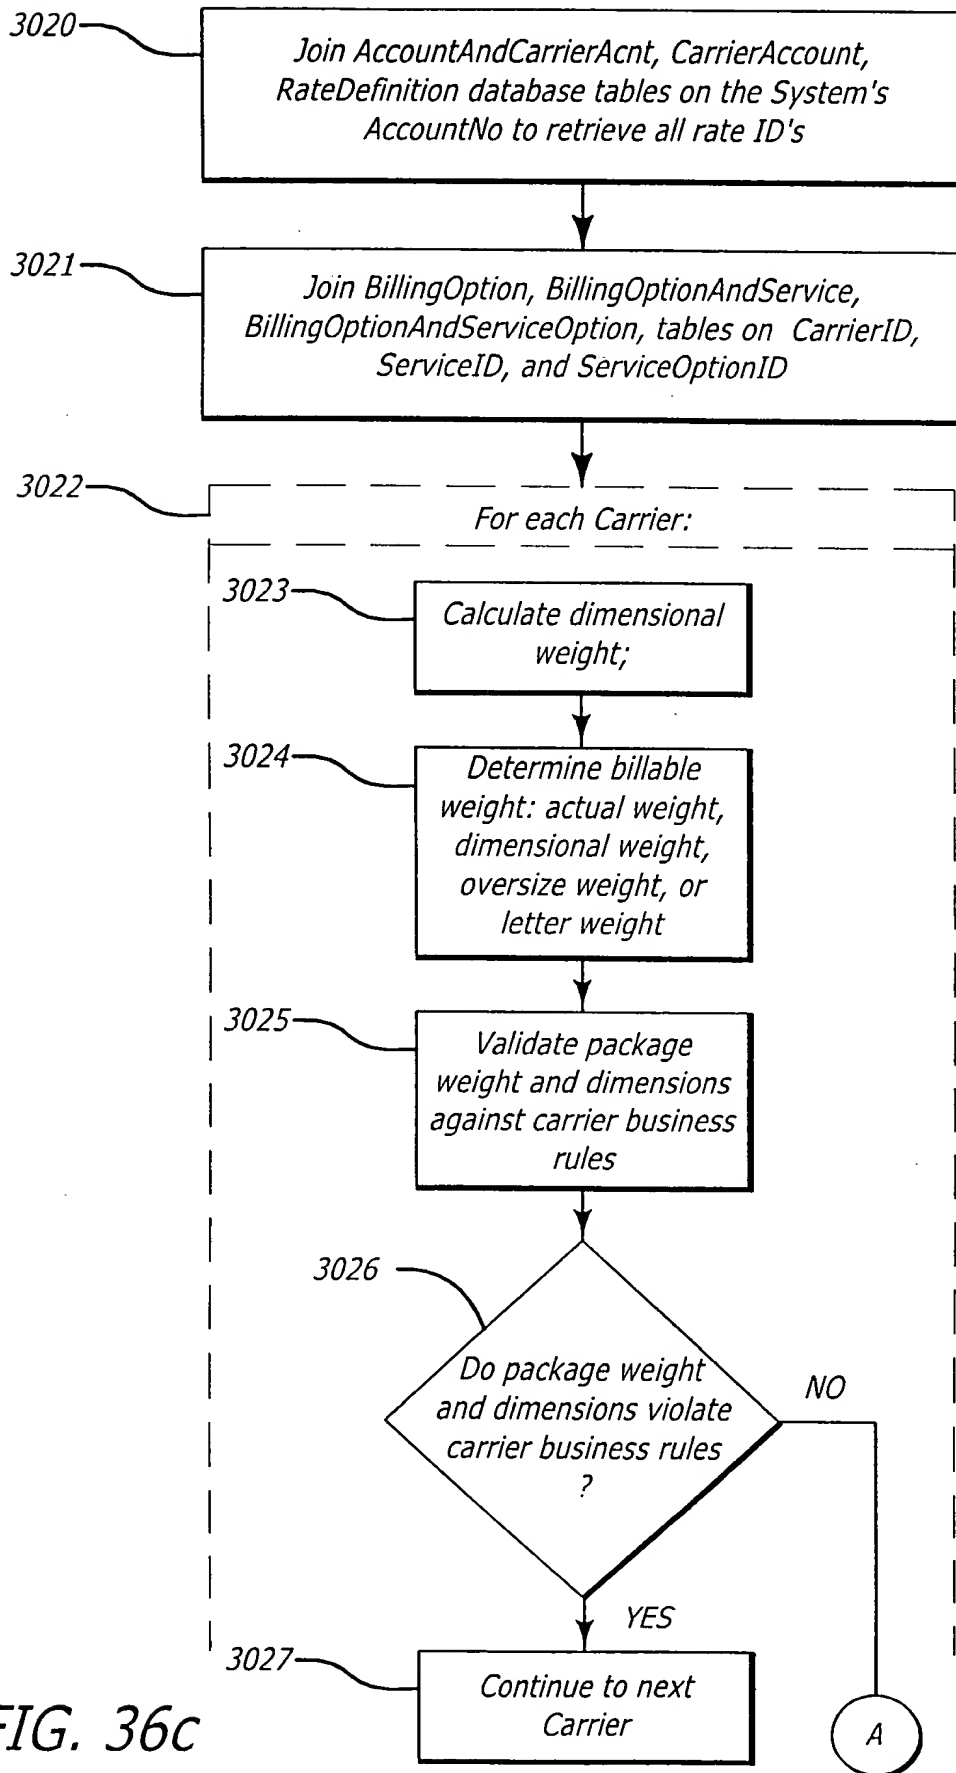 3020
Join AccountAndCarrierAcnt, CarrierAccount,
RateDefinition database tables on the System's
AccountNo to retrieve all rate ID's
3021
Join BillingOption, BillingOptionAndService,
BillingOptionAndServiceOption, tables on CarrierID,
ServiceID, and ServiceOptionID
3022
For each Carrier:
3023
Calculate dimensional
weight;
3024
Determine billable
weight: actual weight,
dimensional weight,
oversize weight, or
letter weight
3025
Validate package
weight and dimensions
against carrier business
rules
3026
Do package weight
and dimensions violate
carrier business rules
?
NO
YES
3027
Continue to next
Carrier
A
FIG. 36c